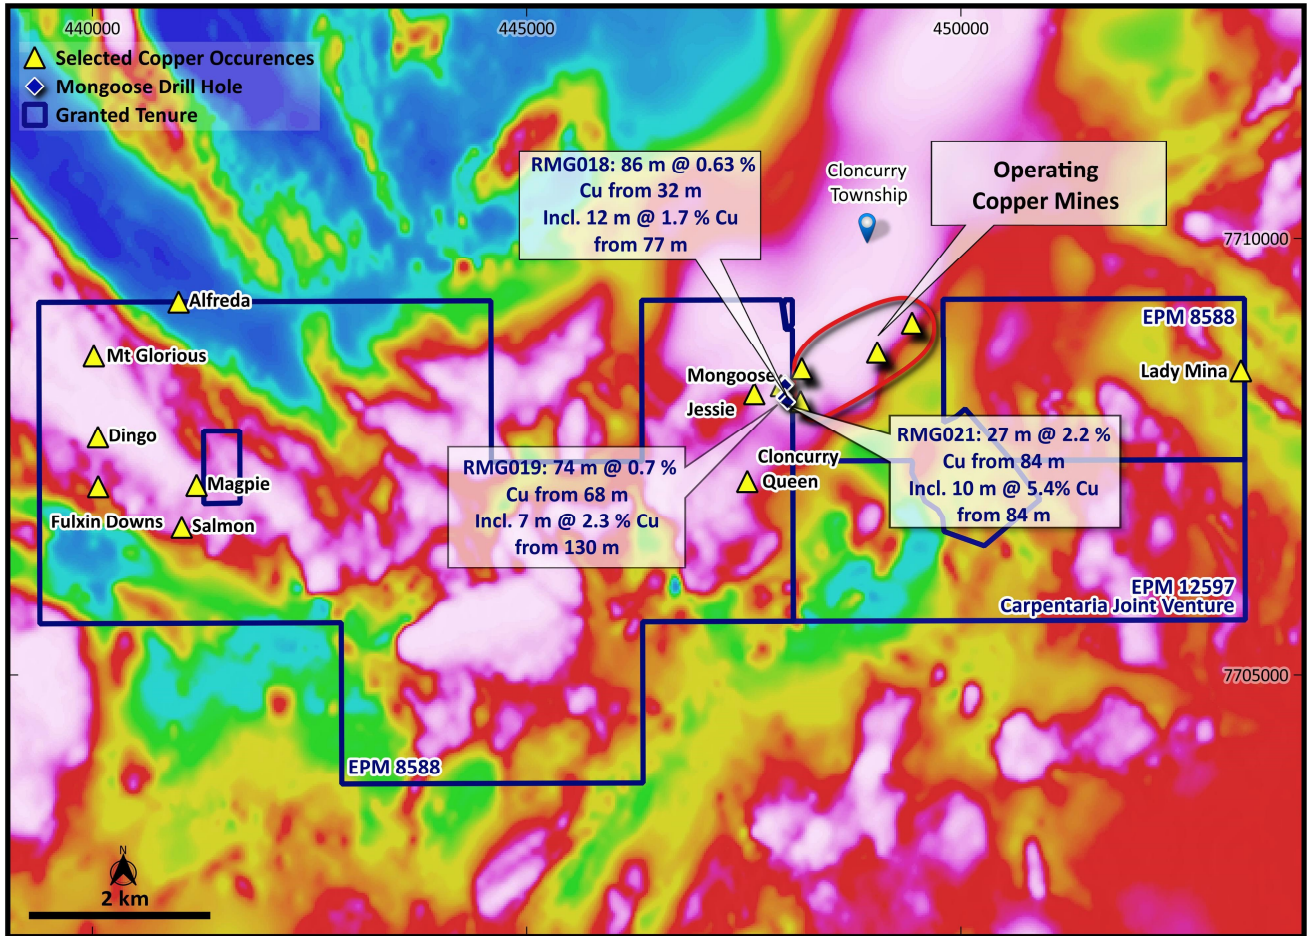 440000
445000
450000
Selected Copper Occurences
Mongoose Drill Hole
Granted Tenure
RMG018: 86 m @ 0.63 %
Cu from 32 m
Incl. 12 m @ 1.7 % Cu
from 77 m
Cloncurry
Township
Operating
Copper Mines
7710000
Alfreda
EPM 8588
Mt Glorious
Mongoose
Lady Mina
Jessie
Dingo
RMG021: 27 m @ 2.2 %
Cu from 84 m
Incl. 10 m @ 5.4% Cu
from 84 m
Cloncurry
Queen
RMG019: 74 m @ 0.7 %
Cu from 68 m
Incl. 7 m @ 2.3 % Cu
from 130 m
Magpie
Fulxin Downs
Salmon
EPM 12597
Carpentaria Joint Venture
7705000
EPM 8588
N
2 km